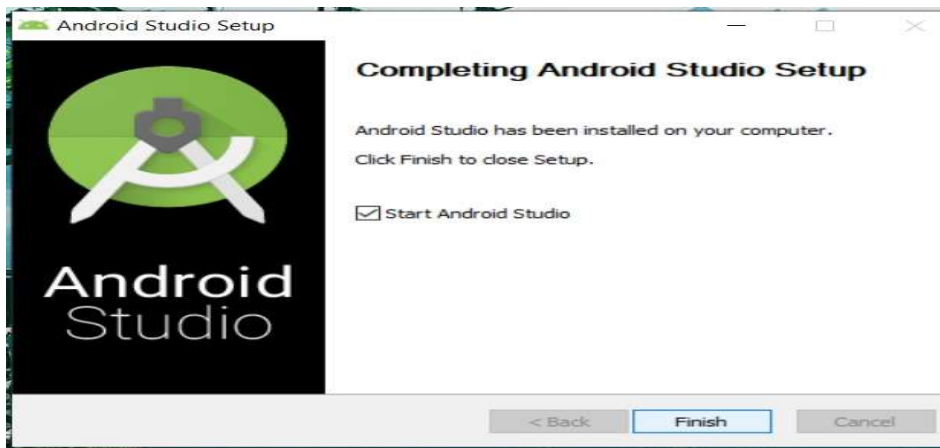 Android Studio Setup
Completing Android Studio Setup
Android Studio has been installed on your computer.
Click Finish to close Setup.
Start Android Studio
Android
Studio
< Back
Finish
Cancel